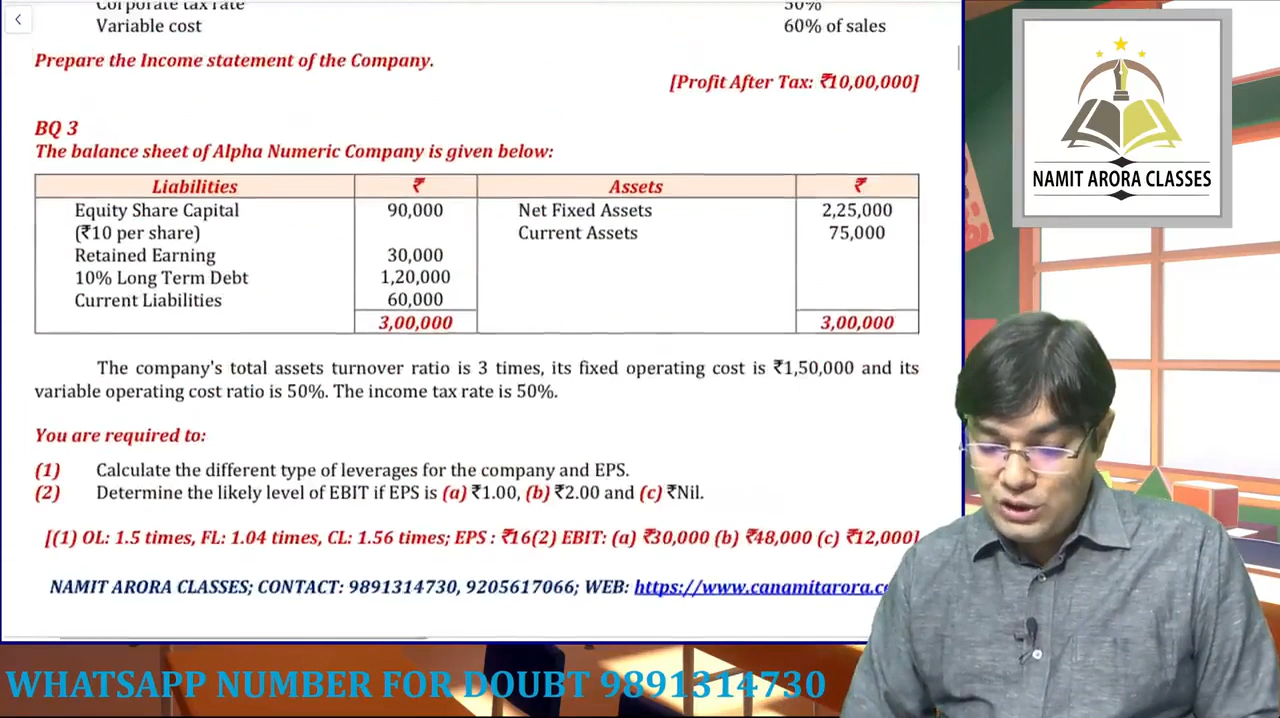 Corporate tax rate 50%
Variable cost 60% of sales
Prepare the Income statement of the Company.
[Profit After Tax: ₹10,00,000]
BQ 3
The balance sheet of Alpha Numeric Company is given below:
Liabilities ₹ Assets ₹
Equity Share Capital 90,000 Net Fixed Assets 2,25,000
(₹10 per share) Current Assets 75,000
Retained Earning 30,000
10% Long Term Debt 1,20,000
Current Liabilities 60,000
3,00,000 3,00,000
The company's total assets turnover ratio is 3 times, its fixed operating cost is ₹1,50,000 and its
variable operating cost ratio is 50%. The income tax rate is 50%.
You are required to:
(1) Calculate the different type of leverages for the company and EPS.
(2) Determine the likely level of EBIT if EPS is (a) ₹1.00, (b) ₹2.00 and (c) ₹Nil.
[(1) OL: 1.5 times, FL: 1.04 times, CL: 1.56 times; EPS : ₹16(2) EBIT: (a) ₹30,000 (b) ₹48,000 (c) ₹12,000]
NAMIT ARORA CLASSES; CONTACT: 9891314730, 9205617066; WEB: https://www.canamitarora.c
NAMIT ARORA CLASSES
WHATSAPP NUMBER FOR DOUBT 9891314730